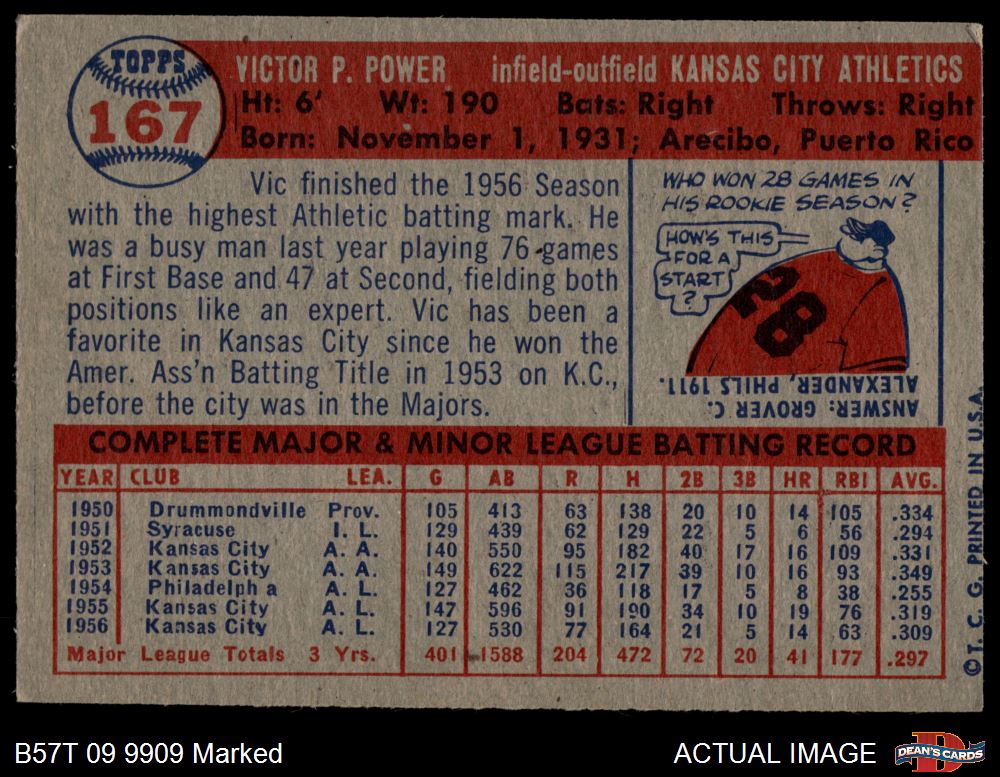 TOPPS
167
VICTOR P. POWER infield-outfield KANSAS CITY ATHLETICS
Ht: 6' Wt: 190 Bats: Right Throws: Right
Born: November 1, 1931; Arecibo, Puerto Rico
Vic finished the 1956 Season
with the highest Athletic batting mark. He
was a busy man last year playing 76 games
at First Base and 47 at Second, fielding both
positions like an expert. Vic has been a
favorite in Kansas City since he won the
Amer. Ass'n Batting Title in 1953 on K.C.,
before the city was in the Majors.
WHO WON 28 GAMES IN
HIS ROOKIE SEASON?
HOW'S THIS
FOR A
START
?
28
ANSWER: GROVER C.
ALEXANDER, PHILS 1911.
COMPLETE MAJOR & MINOR LEAGUE BATTING RECORD
YEAR CLUB LEA. G AB R H 2B 3B HR RBI AVG.
1950 Drummondville Prov. 105 413 63 138 20 10 14 105 .334
1951 Syracuse I. L. 129 439 62 129 22 5 6 56 .294
1952 Kansas City A. A. 140 550 95 182 40 17 16 109 .331
1953 Kansas City A. A. 149 622 115 217 39 10 16 93 .349
1954 Philadelph a A. L. 127 462 36 118 17 5 8 38 .255
1955 Kansas City A. L. 147 596 91 190 34 10 19 76 .319
1956 Kansas City A. L. 127 530 77 164 21 5 14 63 .309
Major League Totals 3 Yrs. 401 1588 204 472 72 20 41 177 .297
© T. C. G. PRINTED IN U.S.A.
B57T 09 9909 Marked
ACTUAL IMAGE
DEAN'S CARDS